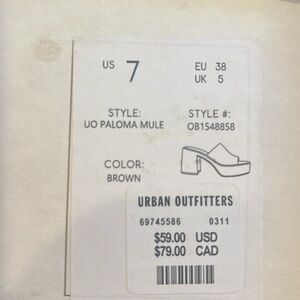 US 7 EU 38
UK 5
STYLE: STYLE #:
UO PALOMA MULE OB1548858
COLOR:
BROWN
URBAN OUTFITTERS
69745586 0311
$59.00 USD
$79.00 CAD